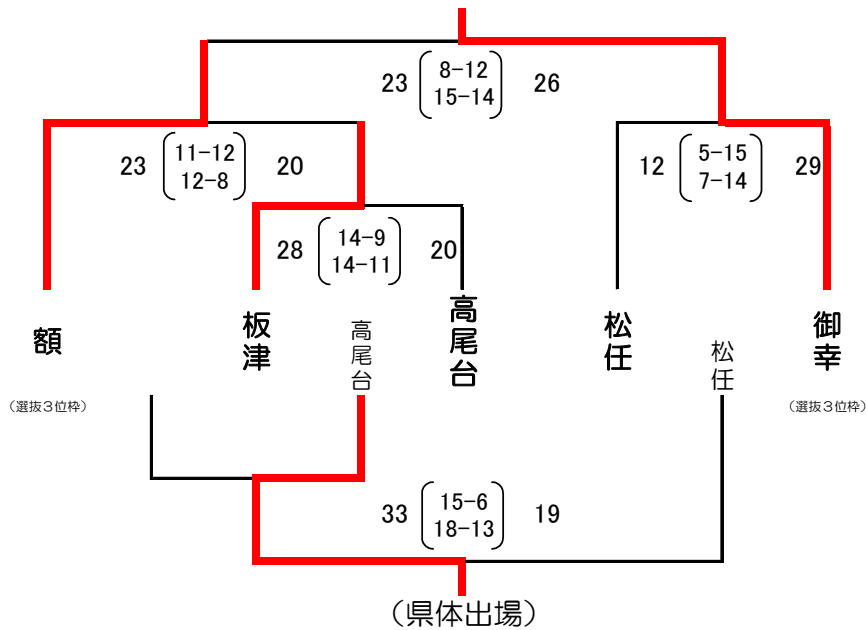 23 8-12 26
15-14
23 11-12 20
12-8
12 5-15 29
7-14
28 14-9 20
14-11
額
板津
高尾台
高尾台
松任
松任
御幸
（選抜３位枠）
（選抜３位枠）
33 15-6 19
18-13
（県体出場）